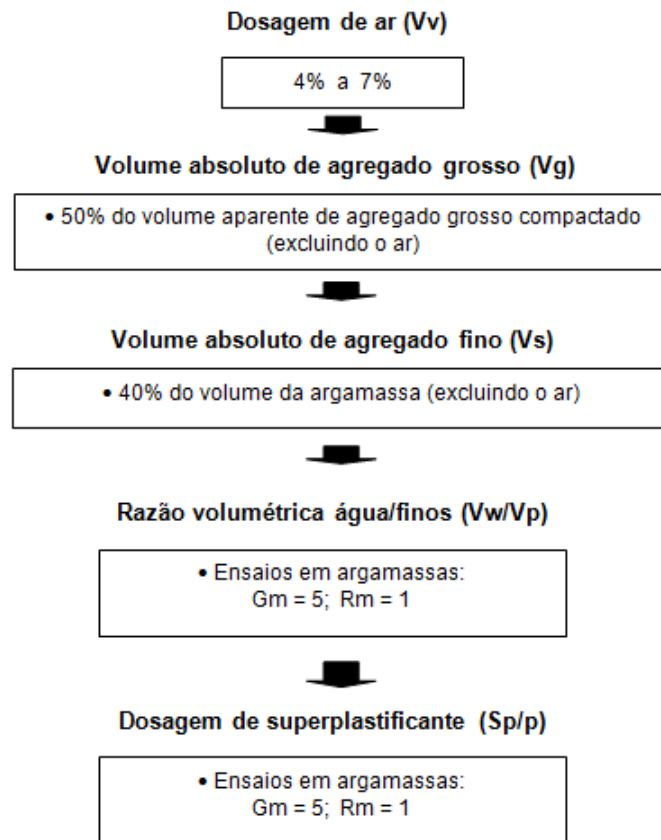 Dosagem de ar (Vv)
4% a 7%
Volume absoluto de agregado grosso (Vg)
• 50% do volume aparente de agregado grosso compactado
(excluindo o ar)
Volume absoluto de agregado fino (Vs)
• 40% do volume da argamassa (excluindo o ar)
Razão volumétrica água/finos (Vw/Vp)
• Ensaios em argamassas:
Gm = 5; Rm = 1
Dosagem de superplastificante (Sp/p)
• Ensaios em argamassas:
Gm = 5; Rm = 1